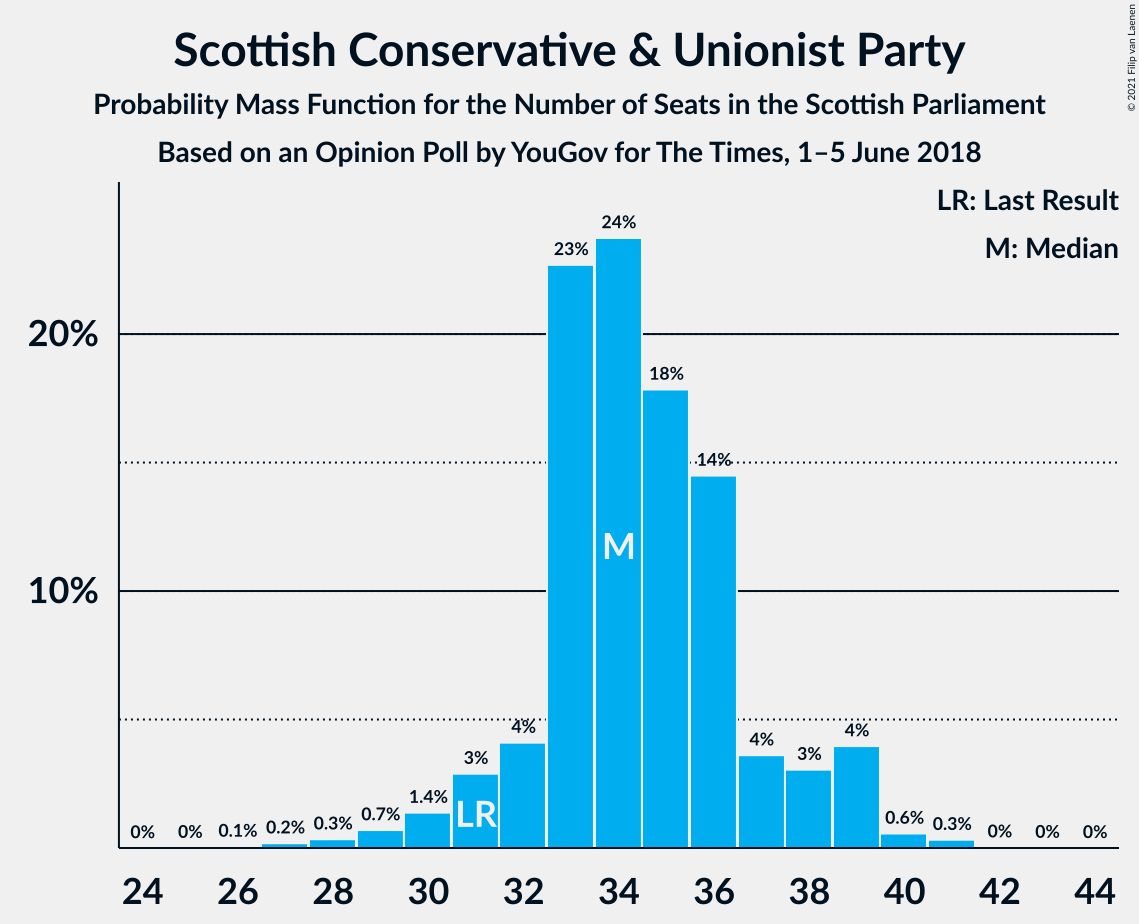 Scottish Conservative & Unionist Party
Probability Mass Function for the Number of Seats in the Scottish Parliament
Based on an Opinion Poll by YouGov for The Times, 1–5 June 2018
© 2021 Filip van Laenen
LR: Last Result
M: Median
20%
10%
0% 0% 0.1% 0.2% 0.3% 0.7% 1.4% 3% 4% 23% 24% 18% 14% 4% 3% 4% 0.6% 0.3% 0% 0% 0%
LR M
24 26 28 30 32 34 36 38 40 42 44